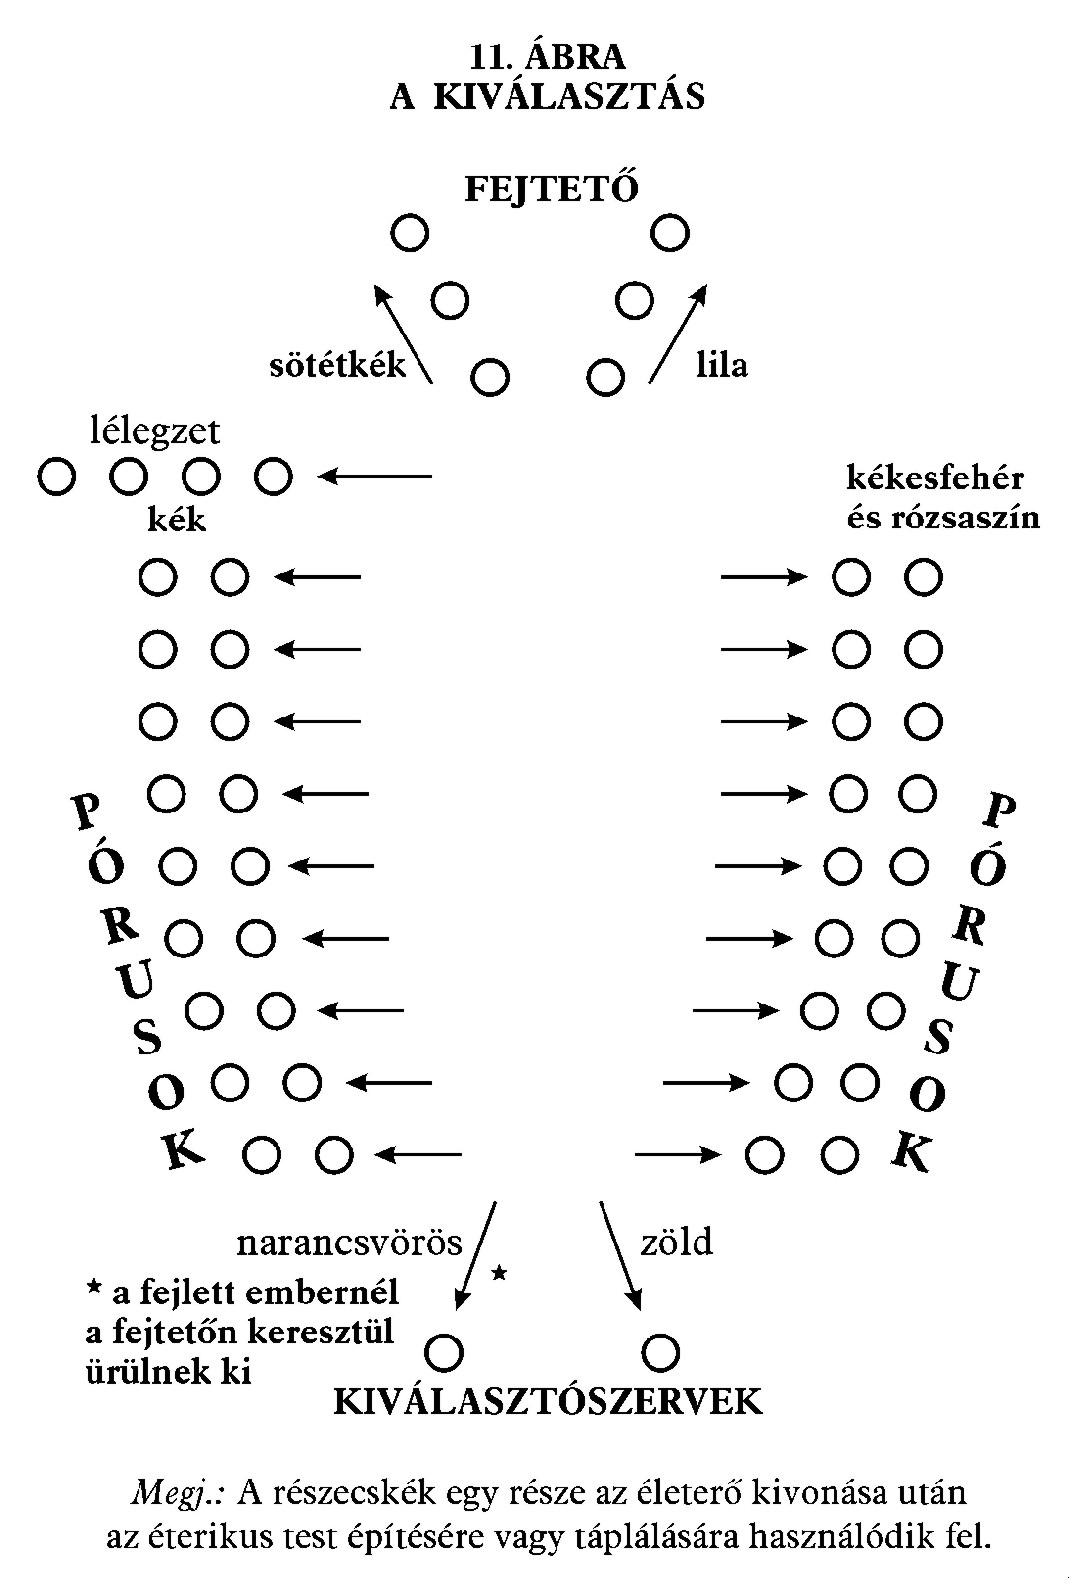 11. ÁBRA
A KIVÁLASZTÁS
FEJTETŐ
sötétkék
lila
lélegzet
kék
kékesfehér
és rózsaszín
PÓRUSOK
PÓRUSOK
narancsvörös
zöld
* a fejlett embernél
a fejtetőn keresztül
ürülnek ki
KIVÁLASZTÓSZERVEK
Megj.: A részecskék egy része az életerő kivonása után
az éterikus test építésére vagy táplálására használódik fel.